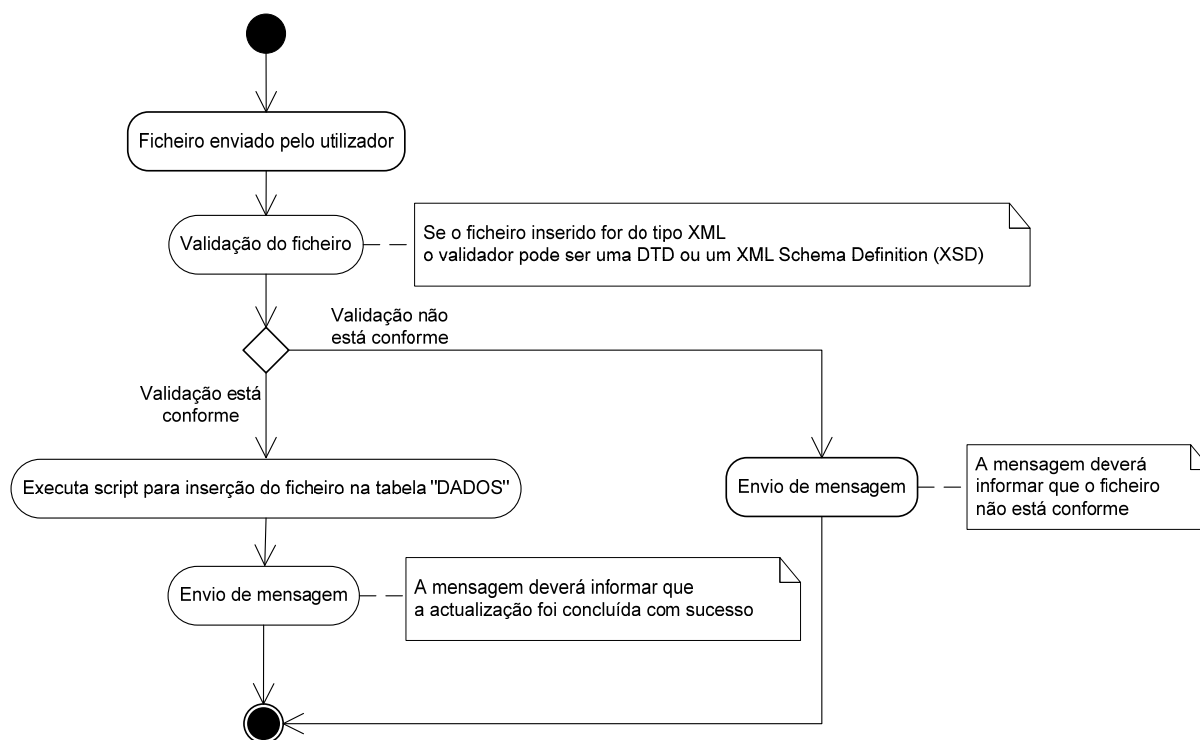 Ficheiro enviado pelo utilizador
Validação do ficheiro
Se o ficheiro inserido for do tipo XML
o validador pode ser uma DTD ou um XML Schema Definition (XSD)
Validação não
está conforme
Validação está
conforme
Executa script para inserção do ficheiro na tabela "DADOS"
Envio de mensagem
A mensagem deverá
informar que o ficheiro
não está conforme
Envio de mensagem
A mensagem deverá informar que
a actualização foi concluída com sucesso